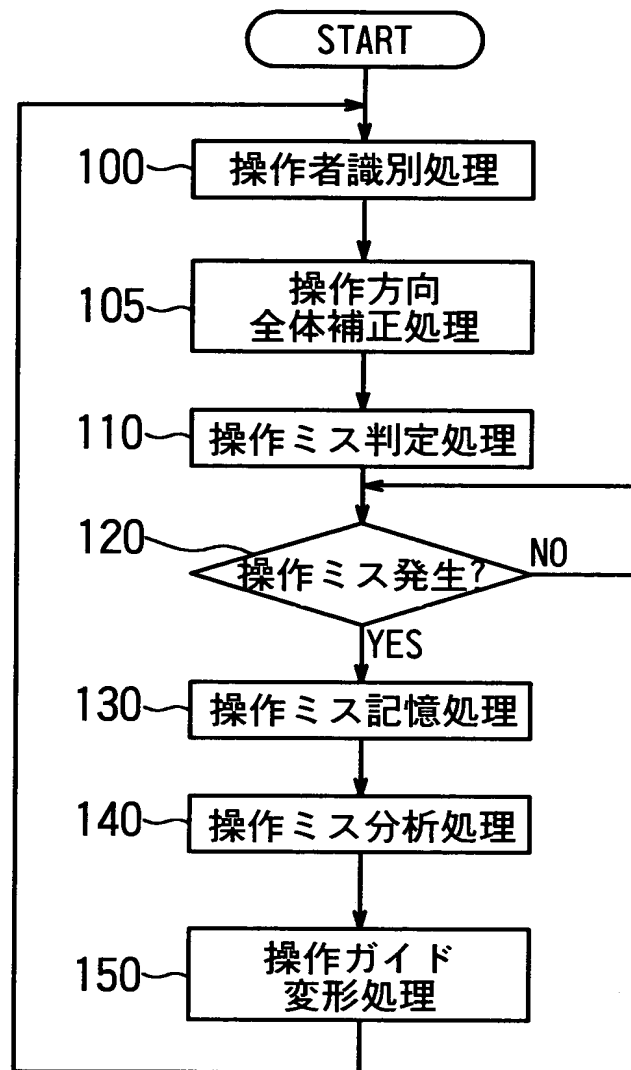 START
100
操作者識別処理
105
操作方向
全体補正処理
110
操作ミス判定処理
120
操作ミス発生?
NO
YES
130
操作ミス記憶処理
140
操作ミス分析処理
150
操作ガイド
変形処理